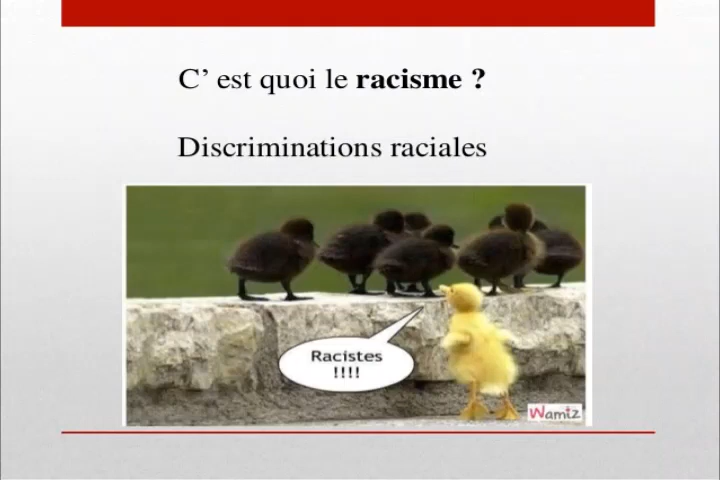 C’ est quoi le racisme ?
Discriminations raciales
Racistes
!!!!
Wamiz